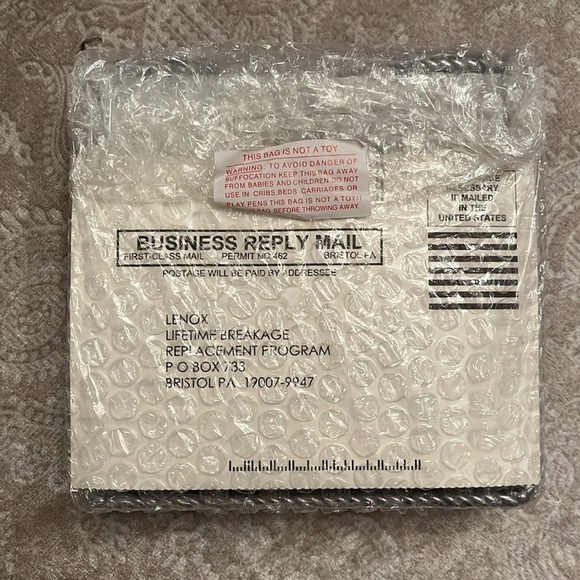 THIS BAG IS NOT A TOY
WARNING: TO AVOID DANGER OF
SUFFOCATION KEEP THIS BAG AWAY
FROM BABIES AND CHILDREN.DO NOT
USE IN CRIBS,BEDS CARRIAGES OR
PLAY PENS THIS BAG IS NOT A TOY!!
BAG BEFORE THROWING AWAY.
IF MAILED
IN THE
UNITED STATES
BUSINESS REPLY MAIL
FIRST-CLASS MAIL PERMIT NO 462 BRISTOL PA
POSTAGE WILL BE PAID BY ADDRESSEE
LENOX
LIFETIME BREAKAGE
REPLACEMENT PROGRAM
P O BOX 733
BRISTOL PA 19007-9947